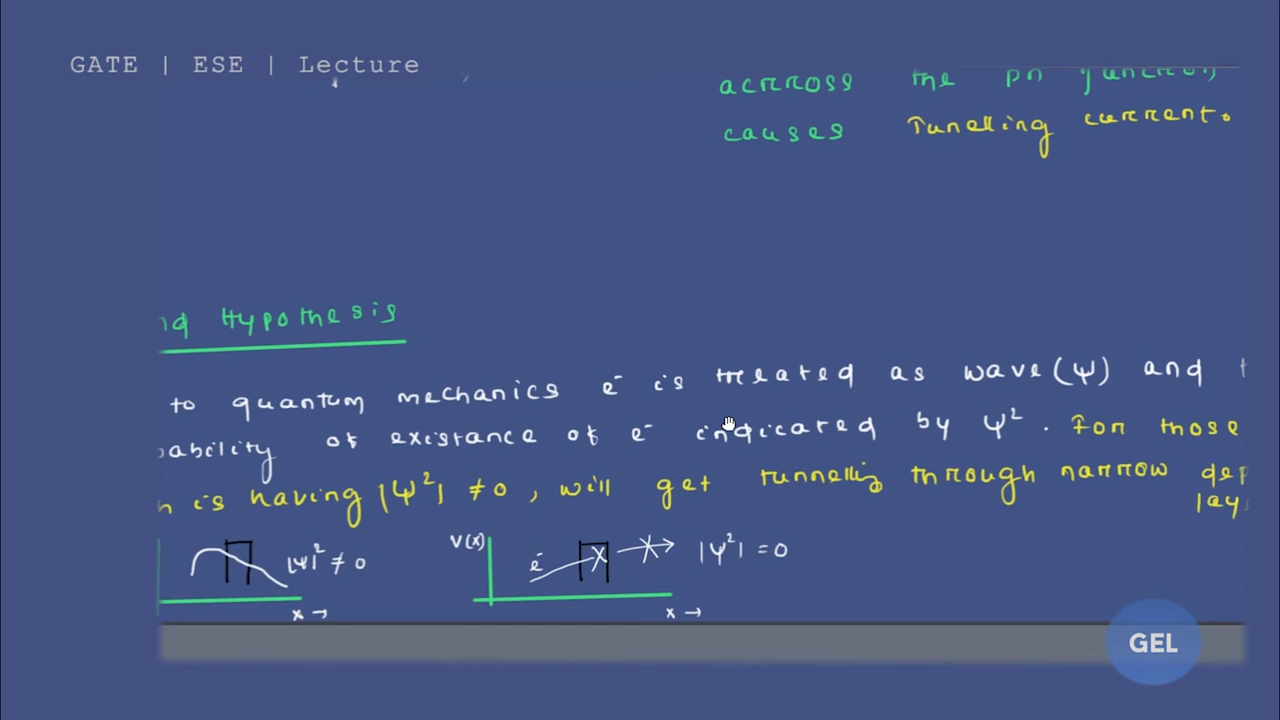 GATE | ESE | Lecture
acrross the pn junction
causes Tunelling current.
Hypothesis
to quantum mechanics e⁻ is treated as wave(ψ) and
of existance of e⁻ indicated by ψ². For those
is having |ψ²| ≠ 0, will get tunnelling through narrow dep
lay
|ψ|² ≠ 0
x →
V(x)
e⁻
|ψ²| = 0
x →
GEL